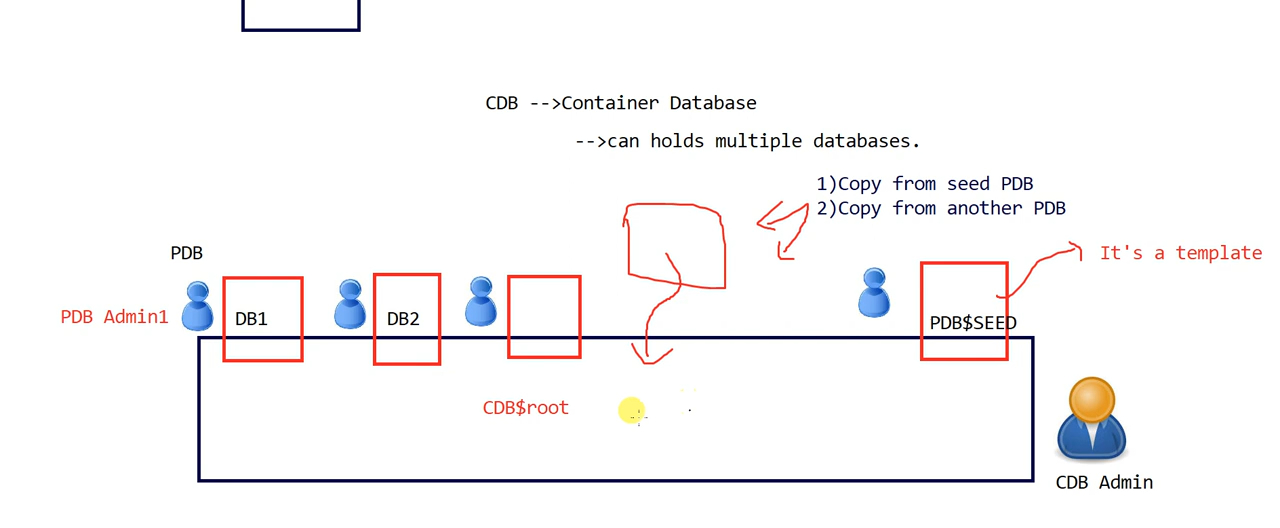 CDB -->Container Database
-->can holds multiple databases.
1)Copy from seed PDB
2)Copy from another PDB
PDB
It's a template
PDB Admin1
DB1
DB2
PDB$SEED
CDB$root
CDB Admin